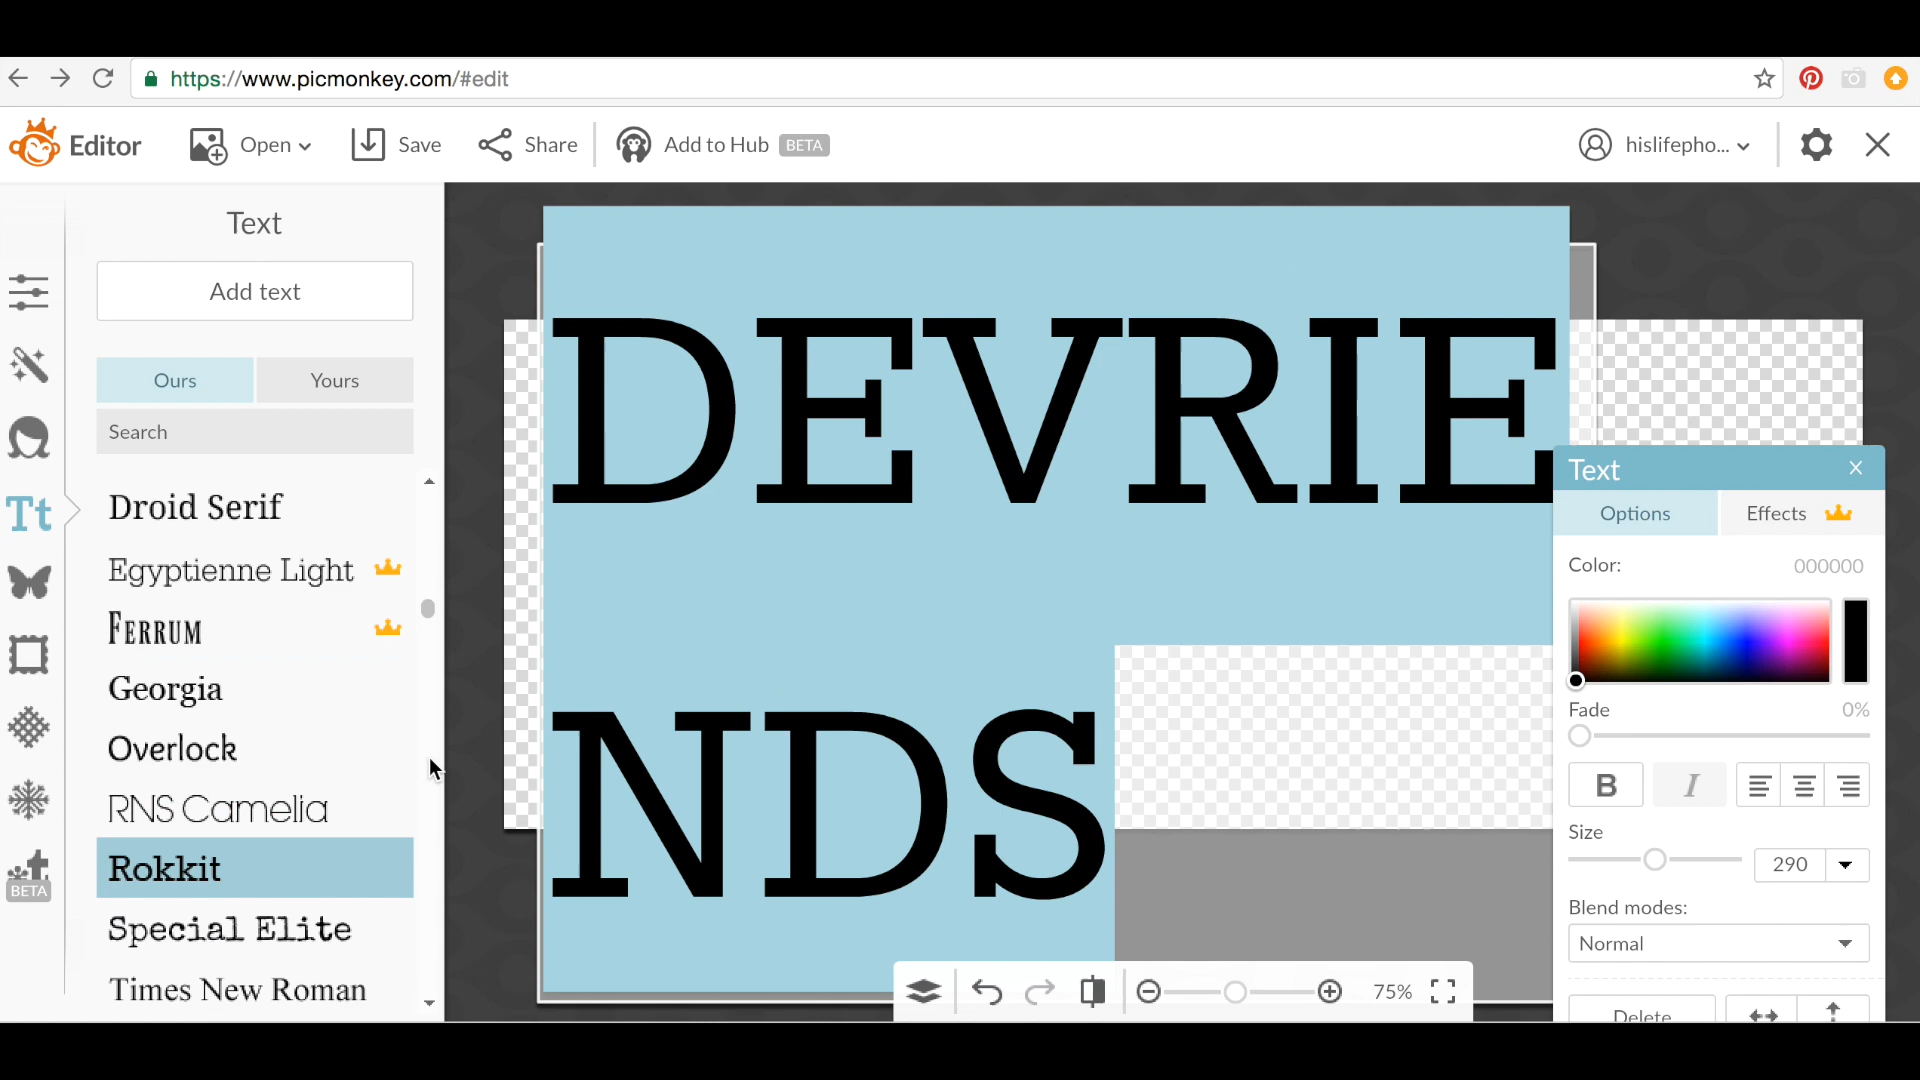 https://www.picmonkey.com/#edit
Editor
Open
Save
Share
Add to Hub BETA
hislifepho...
Text
Add text
Ours
Yours
Search
Droid Serif
Egyptienne Light
FERRUM
Georgia
Overlock
RNS Camelia
Rokkit
Special Elite
Times New Roman
Tt
BETA
DEVRIE
NDS
Text
Options
Effects
Color: 000000
Fade 0%
B I
Size
290
Blend modes:
Normal
Delete
75%